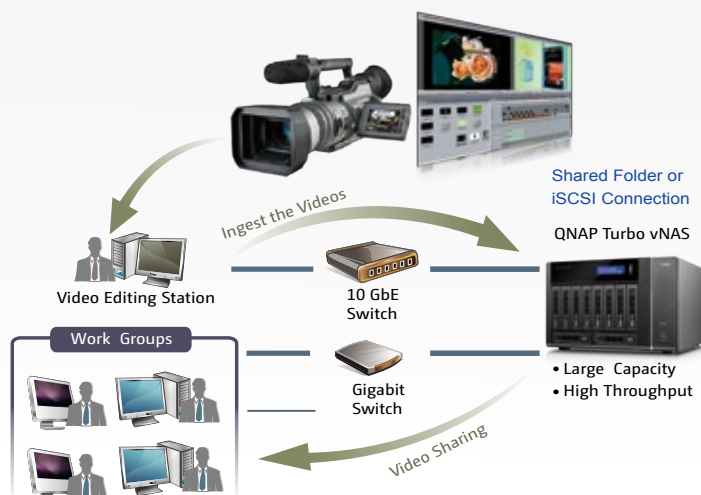 Shared Folder or
iSCSI Connection
Ingest the Videos
QNAP Turbo vNAS
Video Editing Station
10 GbE
Switch
Work Groups
Gigabit
Switch
• Large Capacity
• High Throughput
Video Sharing